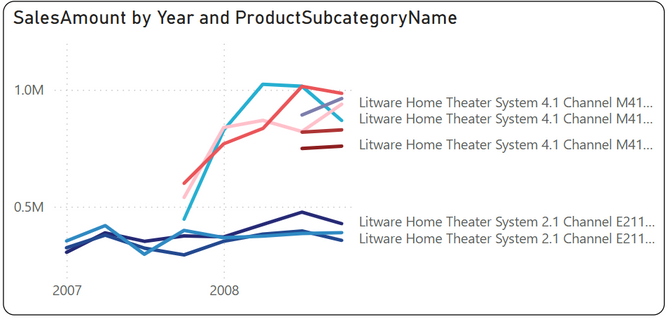 SalesAmount by Year and ProductSubcategoryName
1.0M
Litware Home Theater System 4.1 Channel M41...
Litware Home Theater System 4.1 Channel M41...
Litware Home Theater System 4.1 Channel M41...
0.5M
Litware Home Theater System 2.1 Channel E211...
Litware Home Theater System 2.1 Channel E211...
2007 2008